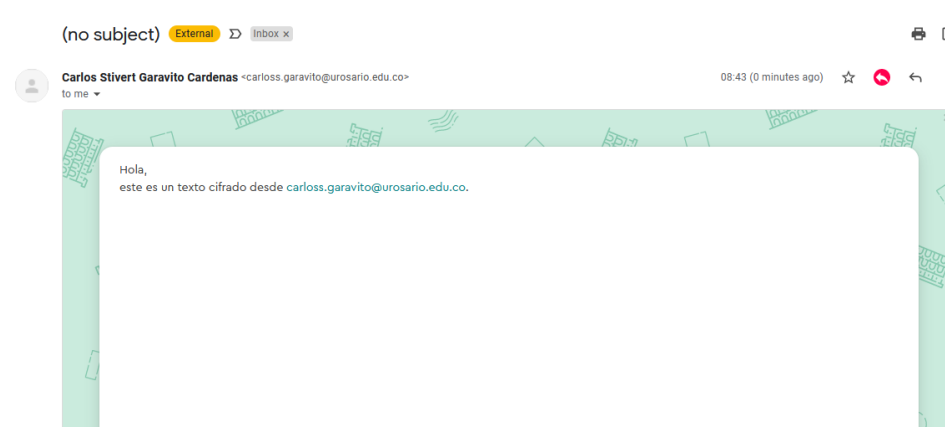 (no subject) External Inbox ×
Carlos Stivert Garavito Cardenas <carloss.garavito@urosario.edu.co> 08:43 (0 minutes ago)
to me
Hola,
este es un texto cifrado desde carloss.garavito@urosario.edu.co.